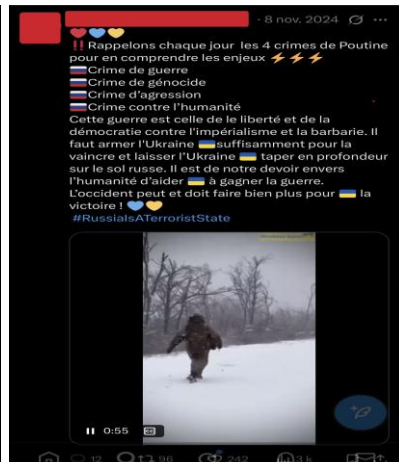 · 8 nov. 2024
❤️💙💛
‼️Rappelons chaque jour les 4 crimes de Poutine
pour en comprendre les enjeux ⚡⚡⚡
🇷🇺Crime de guerre
🇷🇺Crime de génocide
🇷🇺Crime d'agression
🇷🇺Crime contre l'humanité
Cette guerre est celle de le liberté et de la
démocratie contre l'impérialisme et la barbarie. Il
faut armer l'Ukraine 🇺🇦suffisamment pour la
vaincre et laisser l'Ukraine 🇺🇦 taper en profondeur
sur le sol russe. Il est de notre devoir envers
l'humanité d'aider 🇺🇦 à gagner la guerre.
L'occident peut et doit faire bien plus pour 🇺🇦 la
victoire ! 💙💛
#RussiaIsATerroristState
0:55
12 96 242 3 k